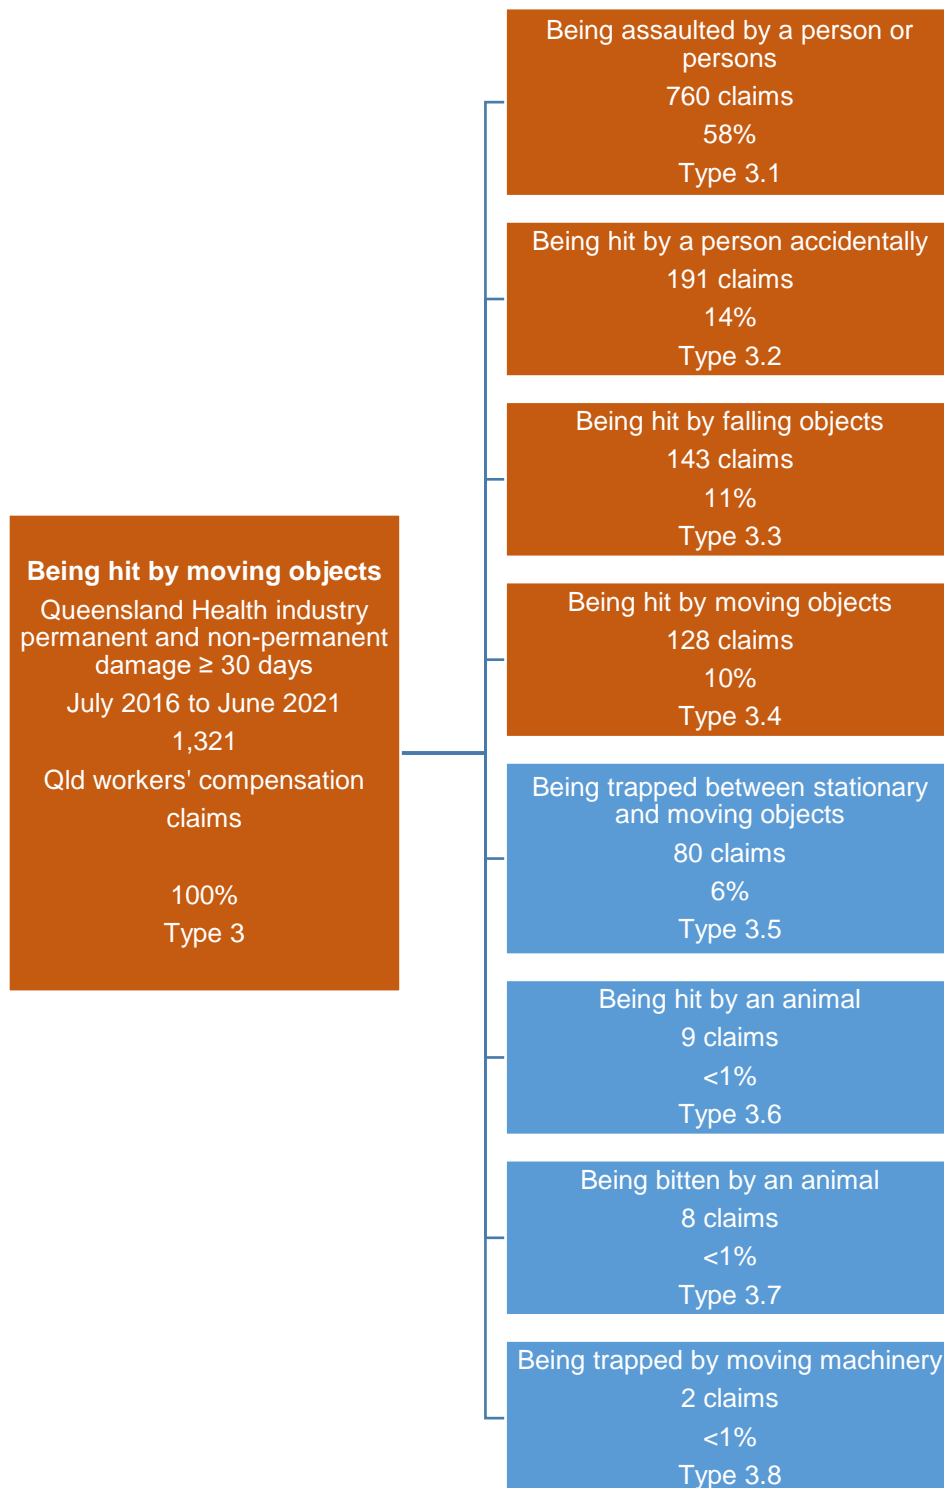 Being hit by moving objects
Queensland Health industry
permanent and non-permanent
damage ≥ 30 days
July 2016 to June 2021
1,321
Qld workers' compensation
claims
100%
Type 3
Being assaulted by a person or
persons
760 claims
58%
Type 3.1
Being hit by a person accidentally
191 claims
14%
Type 3.2
Being hit by falling objects
143 claims
11%
Type 3.3
Being hit by moving objects
128 claims
10%
Type 3.4
Being trapped between stationary
and moving objects
80 claims
6%
Type 3.5
Being hit by an animal
9 claims
<1%
Type 3.6
Being bitten by an animal
8 claims
<1%
Type 3.7
Being trapped by moving machinery
2 claims
<1%
Type 3.8